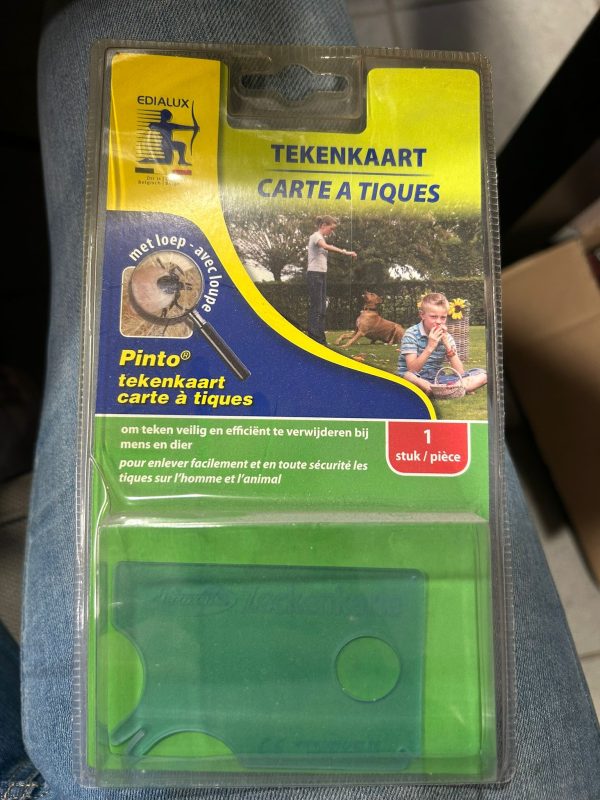 EDIALUX
TEKENKAART
CARTE A TIQUES
met loep - avec loupe
Pinto®
tekenkaart
carte à tiques
om teken veilig en efficiënt te verwijderen bij
mens en dier
pour enlever facilement et en toute sécurité les
tiques sur l'homme et l'animal
1
stuk / pièce